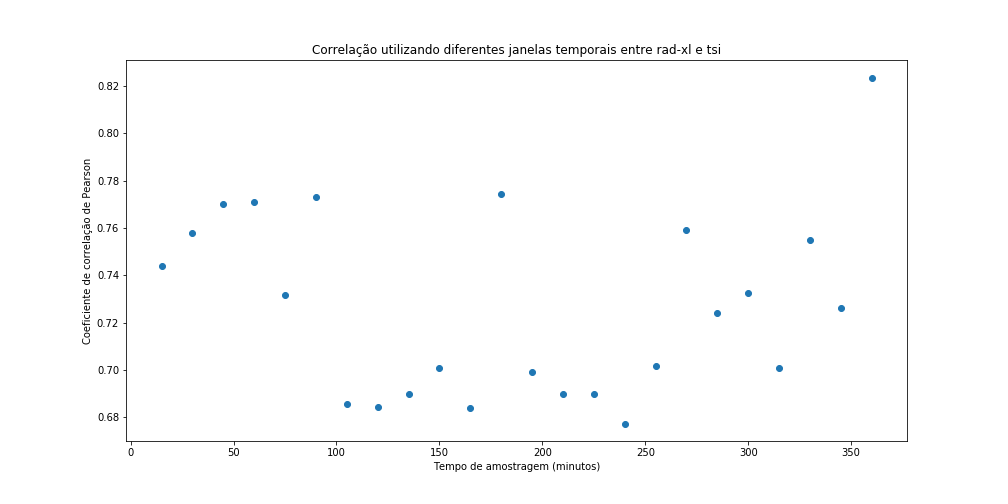 Correlação utilizando diferentes janelas temporais entre rad-xl e tsi
0.82
0.80
0.78
0.76
0.74
0.72
0.70
0.68
Coeficiente de correlação de Pearson
0 50 100 150 200 250 300 350
Tempo de amostragem (minutos)